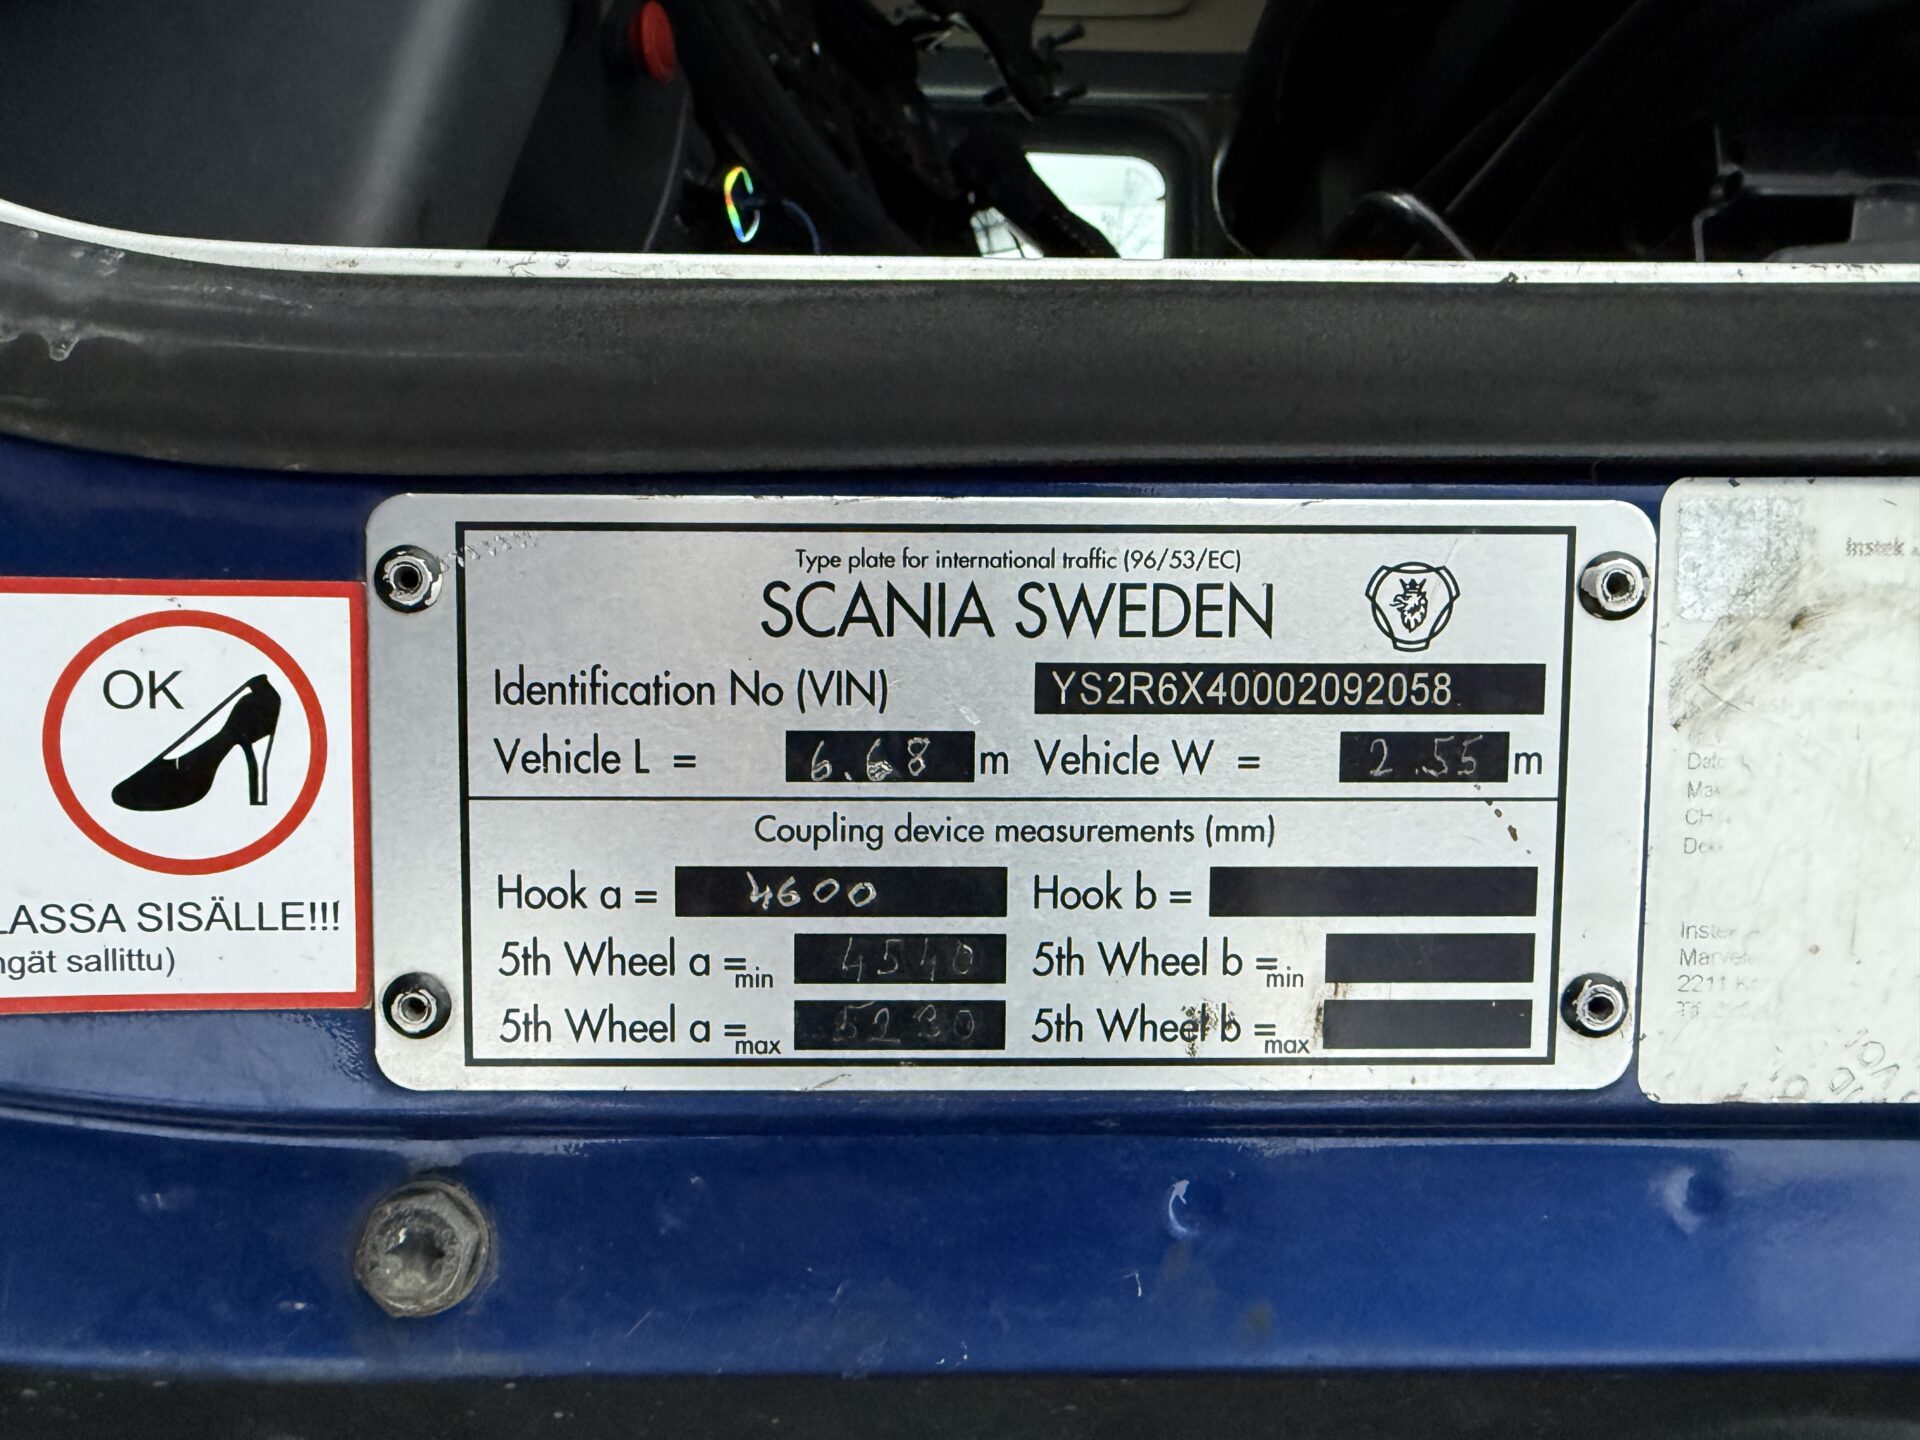 Type plate for international traffic (96/53/EC)
SCANIA SWEDEN
Identification No (VIN) YS2R6X40002092058
Vehicle L = 6.68 m Vehicle W = 2.55 m
Coupling device measurements (mm)
Hook a = 4600 Hook b =
5th Wheel a =min 4540 5th Wheel b =min
5th Wheel a =max 5230 5th Wheel b =max
OK
LASSA SISÄLLE!!!
ngät sallittu)
Instek
2211